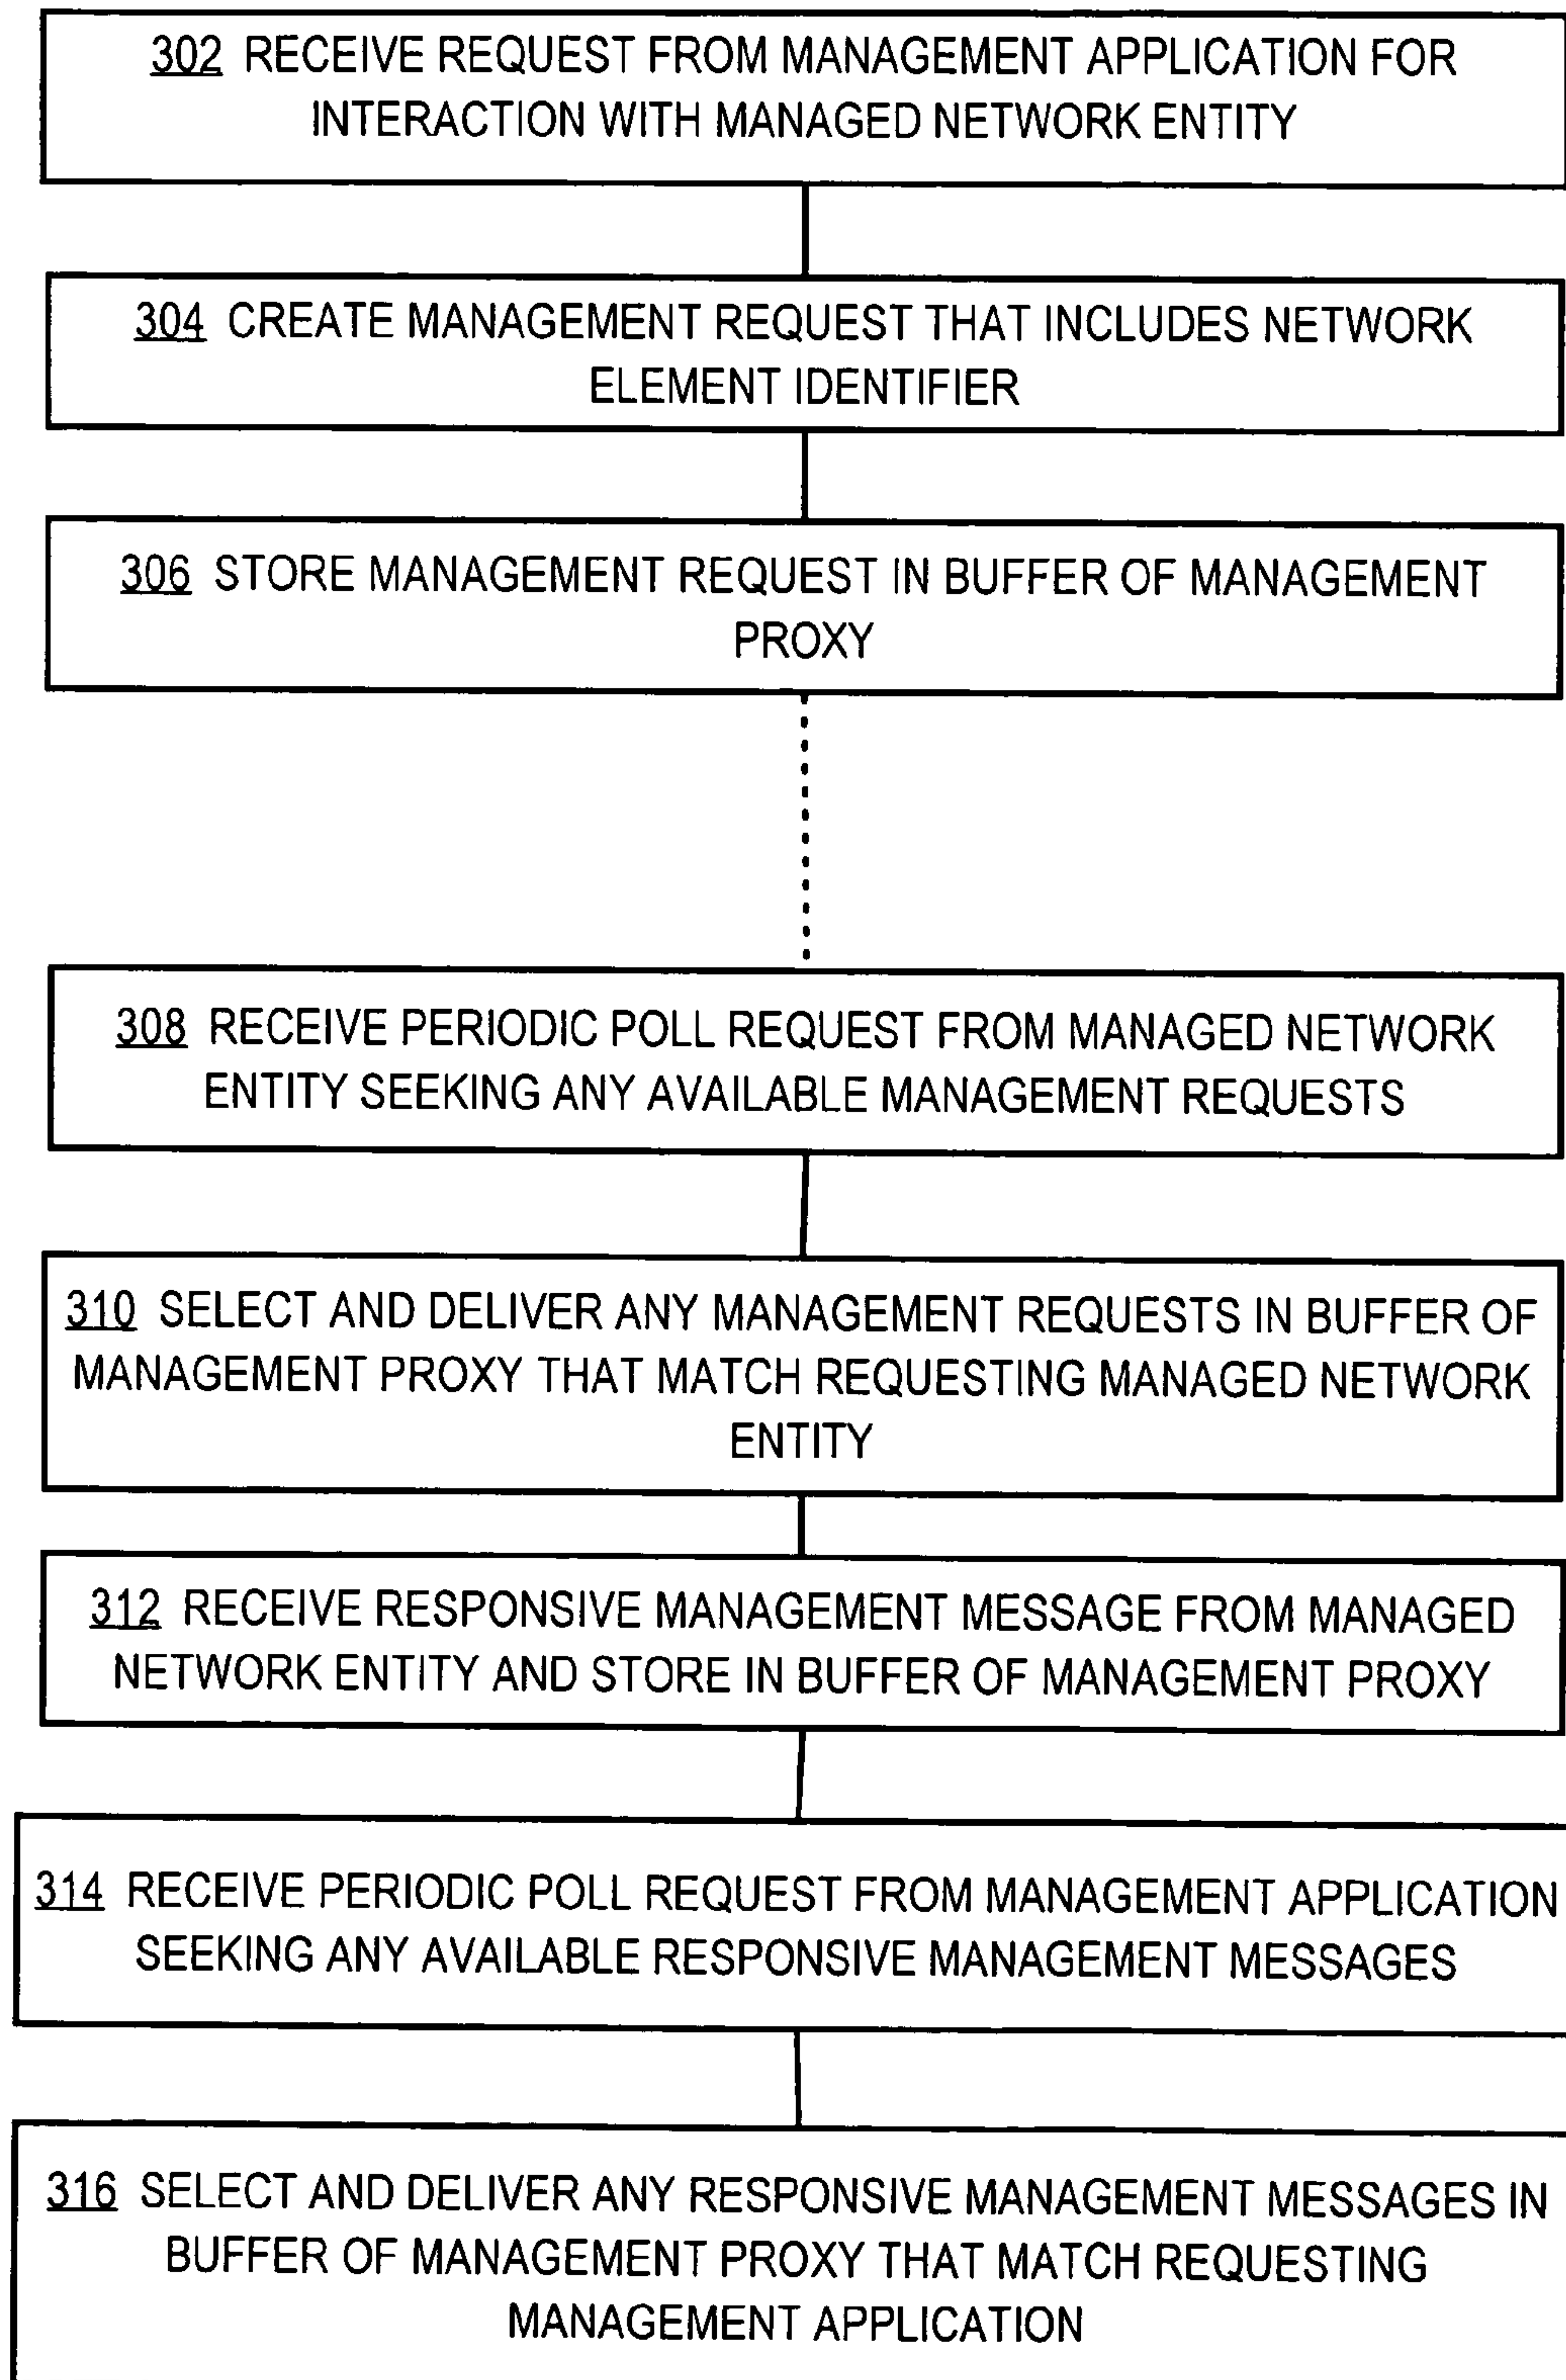 302 RECEIVE REQUEST FROM MANAGEMENT APPLICATION FOR
INTERACTION WITH MANAGED NETWORK ENTITY
304 CREATE MANAGEMENT REQUEST THAT INCLUDES NETWORK
ELEMENT IDENTIFIER
306 STORE MANAGEMENT REQUEST IN BUFFER OF MANAGEMENT
PROXY
308 RECEIVE PERIODIC POLL REQUEST FROM MANAGED NETWORK
ENTITY SEEKING ANY AVAILABLE MANAGEMENT REQUESTS
310 SELECT AND DELIVER ANY MANAGEMENT REQUESTS IN BUFFER OF
MANAGEMENT PROXY THAT MATCH REQUESTING MANAGED NETWORK
ENTITY
312 RECEIVE RESPONSIVE MANAGEMENT MESSAGE FROM MANAGED
NETWORK ENTITY AND STORE IN BUFFER OF MANAGEMENT PROXY
314 RECEIVE PERIODIC POLL REQUEST FROM MANAGEMENT APPLICATION
SEEKING ANY AVAILABLE RESPONSIVE MANAGEMENT MESSAGES
316 SELECT AND DELIVER ANY RESPONSIVE MANAGEMENT MESSAGES IN
BUFFER OF MANAGEMENT PROXY THAT MATCH REQUESTING
MANAGEMENT APPLICATION